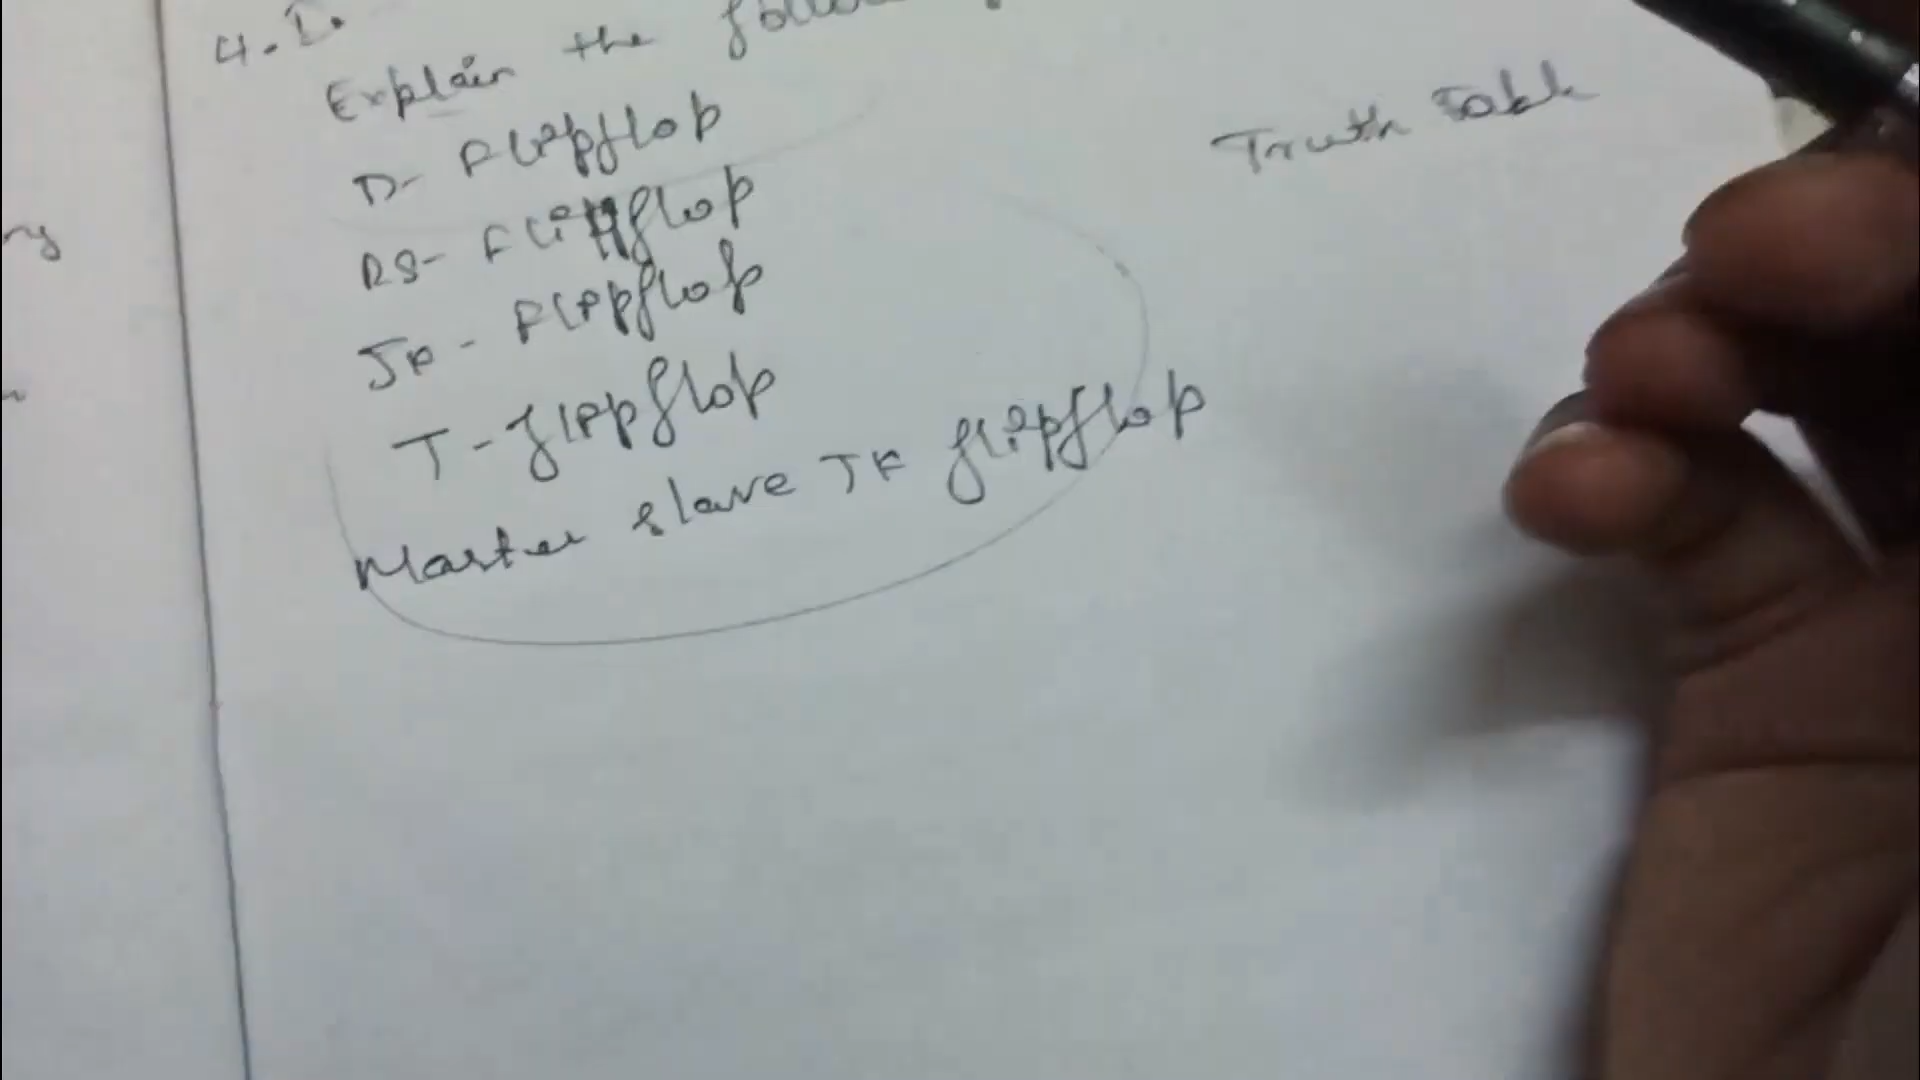 4.
Explain the
D- Flipflop
RS- Flipflop
JK - Flipflop
T - flipflop
Master slave JK flipflop
Truth table